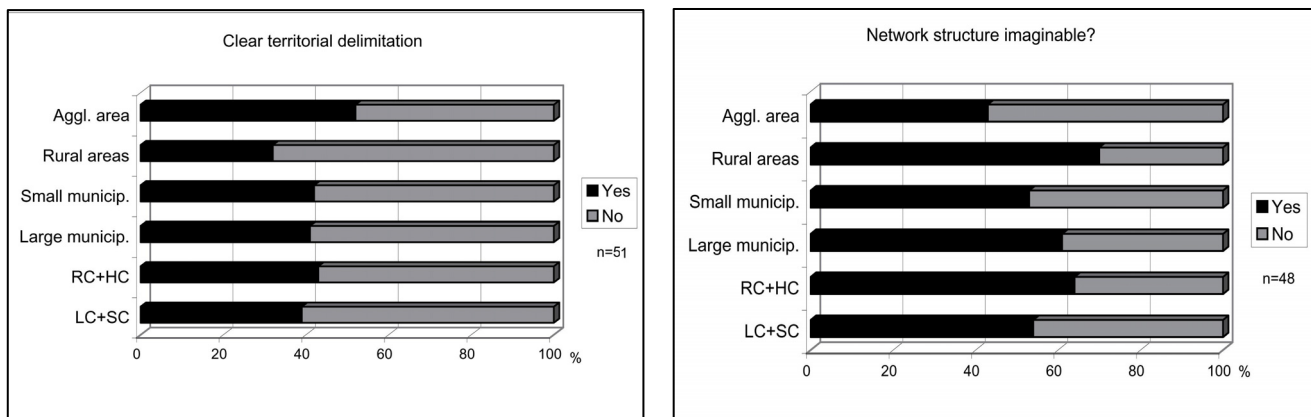 Clear territorial delimitation
Aggl. area
Rural areas
Small municip.
Large municip.
RC+HC
LC+SC
0 20 40 60 80 100 %
Yes
No
n=51
Network structure imaginable?
Aggl. area
Rural areas
Small municip.
Large municip.
RC+HC
LC+SC
0 20 40 60 80 100 %
Yes
No
n=48